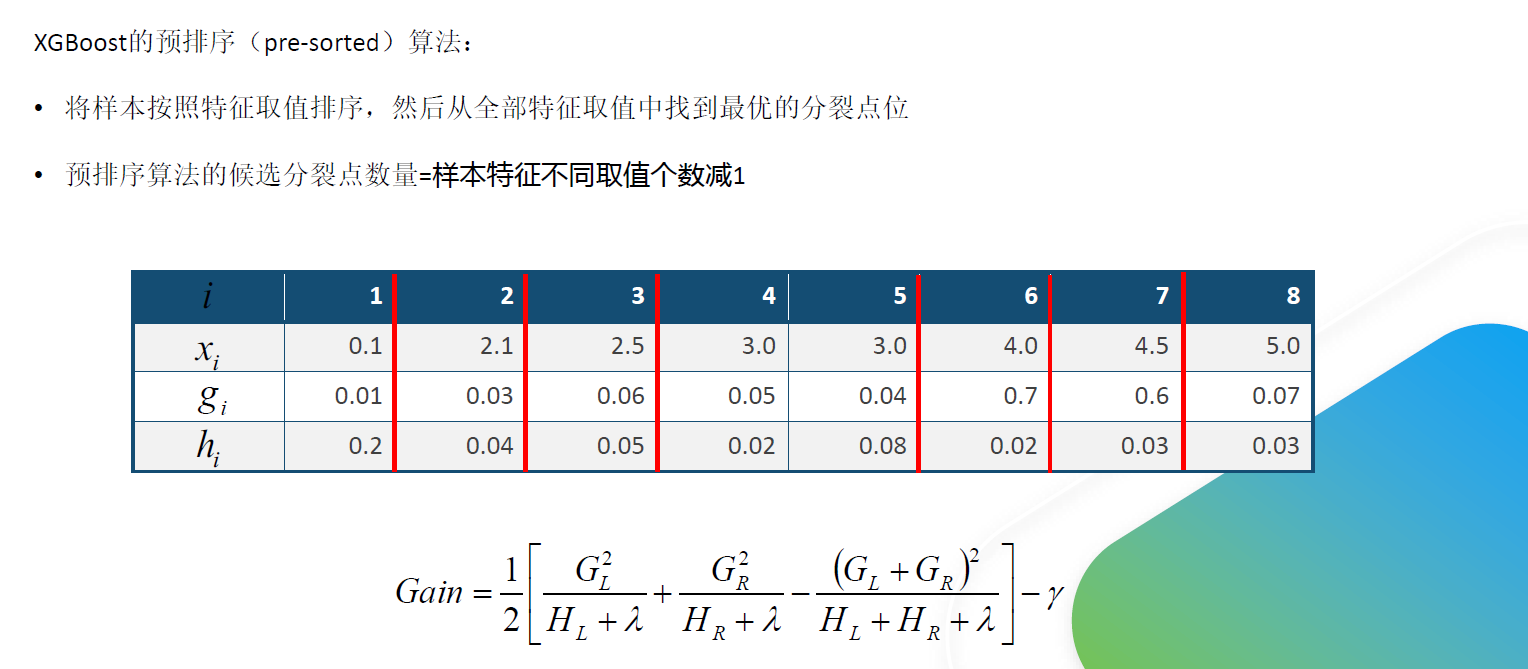 XGBoost的预排序（pre-sorted）算法：
• 将样本按照特征取值排序，然后从全部特征取值中找到最优的分裂点位
• 预排序算法的候选分裂点数量=样本特征不同取值个数减1
i 1 2 3 4 5 6 7 8
x_i 0.1 2.1 2.5 3.0 3.0 4.0 4.5 5.0
g_i 0.01 0.03 0.06 0.05 0.04 0.7 0.6 0.07
h_i 0.2 0.04 0.05 0.02 0.08 0.02 0.03 0.03
Gain = \frac{1}{2}\left[\frac{G_L^2}{H_L+\lambda}+\frac{G_R^2}{H_R+\lambda}-\frac{(G_L+G_R)^2}{H_L+H_R+\lambda}\right]-\gamma